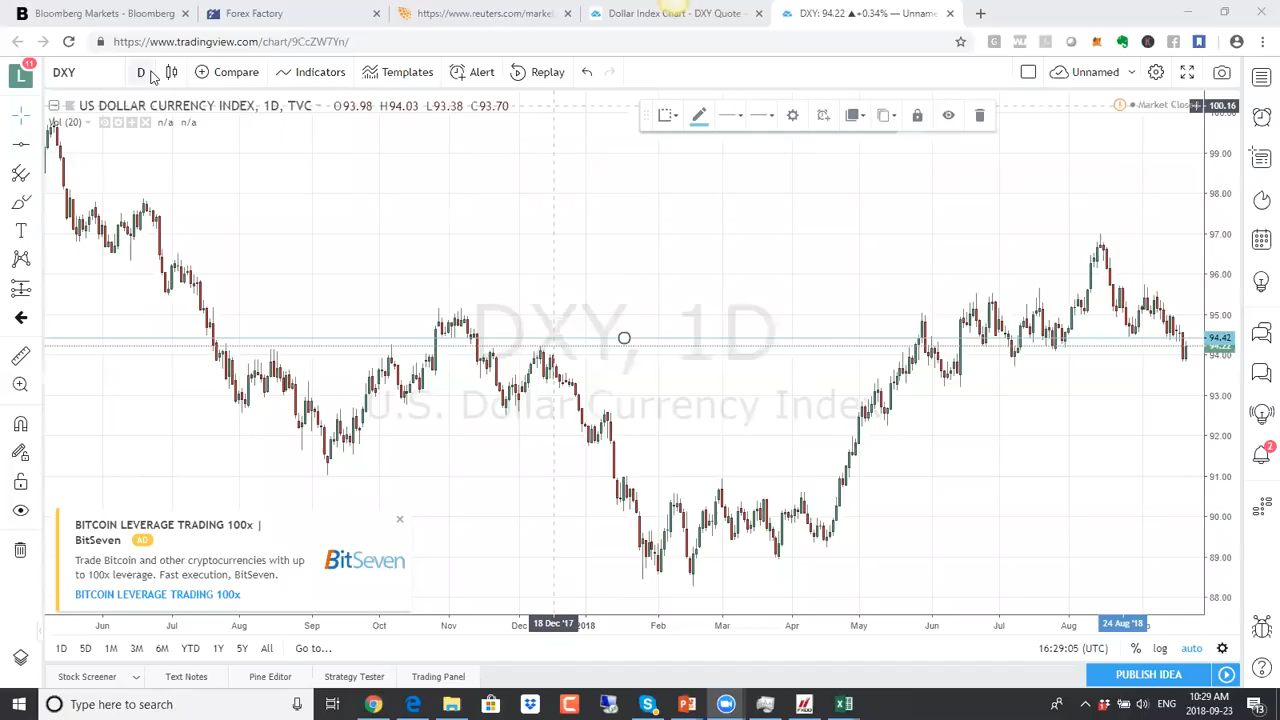 Bloomberg Markets - Bloomberg
Forex Factory
https://www.reuters.com/market
Dollar Index Chart - DXY Quote -
DXY: 94.22 ▲+0.34% — Unname
https://www.tradingview.com/chart/9CcZW7Yn/
11
L
DXY
D
Compare
Indicators
Templates
Alert
Replay
Unnamed
US DOLLAR CURRENCY INDEX, 1D, TVC
O93.98 H94.03 L93.38 C93.70
Vol (20)
n/a n/a
Market Clos
100.16
99.00
98.00
97.00
96.00
95.00
94.42
94.22
94.00
93.00
92.00
91.00
90.00
89.00
88.00
DXY, 1D
U.S. Dollar Currency Index
BITCOIN LEVERAGE TRADING 100x |
BitSeven AD
Trade Bitcoin and other cryptocurrencies with up
to 100x leverage. Fast execution, BitSeven.
BITCOIN LEVERAGE TRADING 100x
BitSeven
Jun Jul Aug Sep Oct Nov Dec 18 Dec '17 2018 Feb Mar Apr May Jun Jul Aug 24 Aug '18
1D 5D 1M 3M 6M YTD 1Y 5Y All Go to...
16:29:05 (UTC) % log auto
Stock Screener
Text Notes
Pine Editor
Strategy Tester
Trading Panel
PUBLISH IDEA
2
Type here to search
ENG
10:29 AM
2018-09-23
13